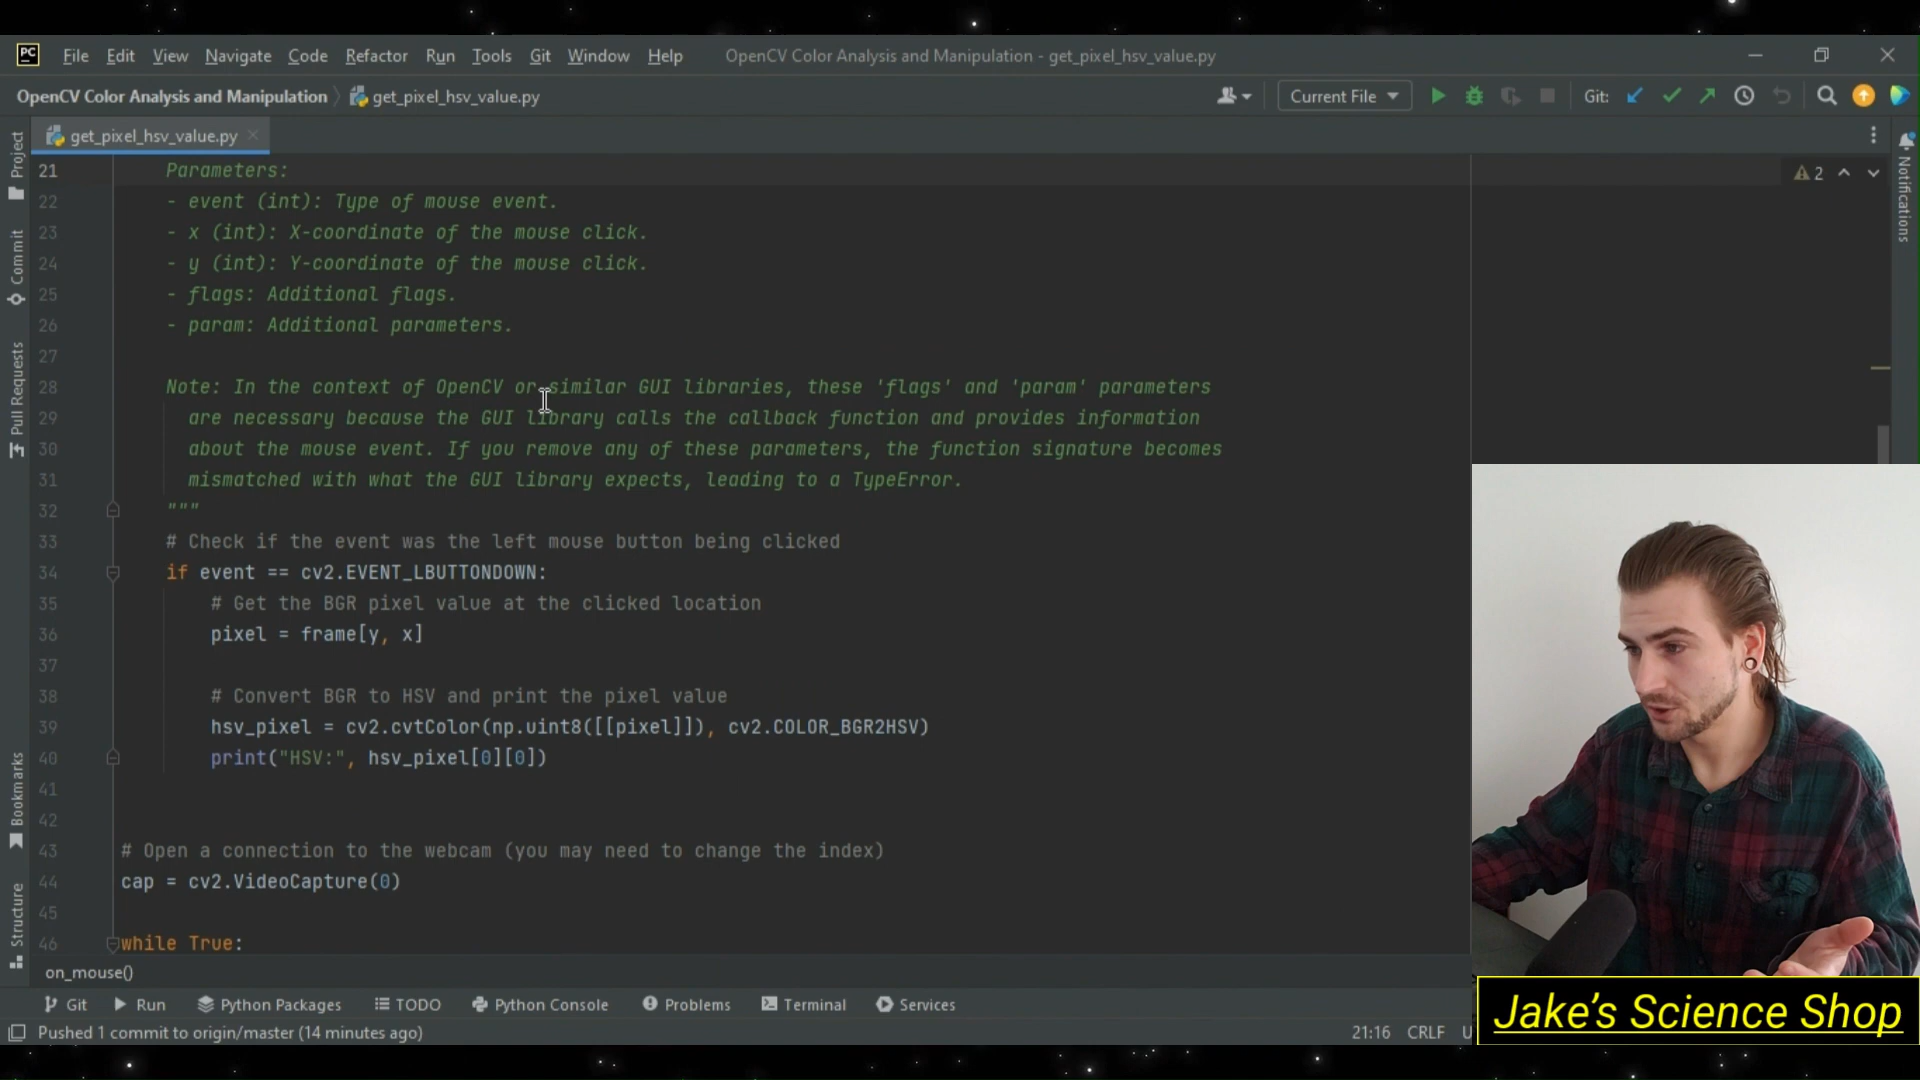 PC File Edit View Navigate Code Refactor Run Tools Git Window Help OpenCV Color Analysis and Manipulation - get_pixel_hsv_value.py
OpenCV Color Analysis and Manipulation get_pixel_hsv_value.py Current File Git:
get_pixel_hsv_value.py
Project
Commit
Pull Requests
Bookmarks
Structure
Notifications
2
21 Parameters:
22 - event (int): Type of mouse event.
23 - x (int): X-coordinate of the mouse click.
24 - y (int): Y-coordinate of the mouse click.
25 - flags: Additional flags.
26 - param: Additional parameters.
27
28 Note: In the context of OpenCV or similar GUI libraries, these 'flags' and 'param' parameters
29 are necessary because the GUI library calls the callback function and provides information
30 about the mouse event. If you remove any of these parameters, the function signature becomes
31 mismatched with what the GUI library expects, leading to a TypeError.
32 """
33 # Check if the event was the left mouse button being clicked
34 if event == cv2.EVENT_LBUTTONDOWN:
35 # Get the BGR pixel value at the clicked location
36 pixel = frame[y, x]
37
38 # Convert BGR to HSV and print the pixel value
39 hsv_pixel = cv2.cvtColor(np.uint8([[pixel]]), cv2.COLOR_BGR2HSV)
40 print("HSV:", hsv_pixel[0][0])
41
42
43 # Open a connection to the webcam (you may need to change the index)
44 cap = cv2.VideoCapture(0)
45
46 while True:
on_mouse()
Git Run Python Packages TODO Python Console Problems Terminal Services
Pushed 1 commit to origin/master (14 minutes ago) 21:16 CRLF U
Jake's Science Shop